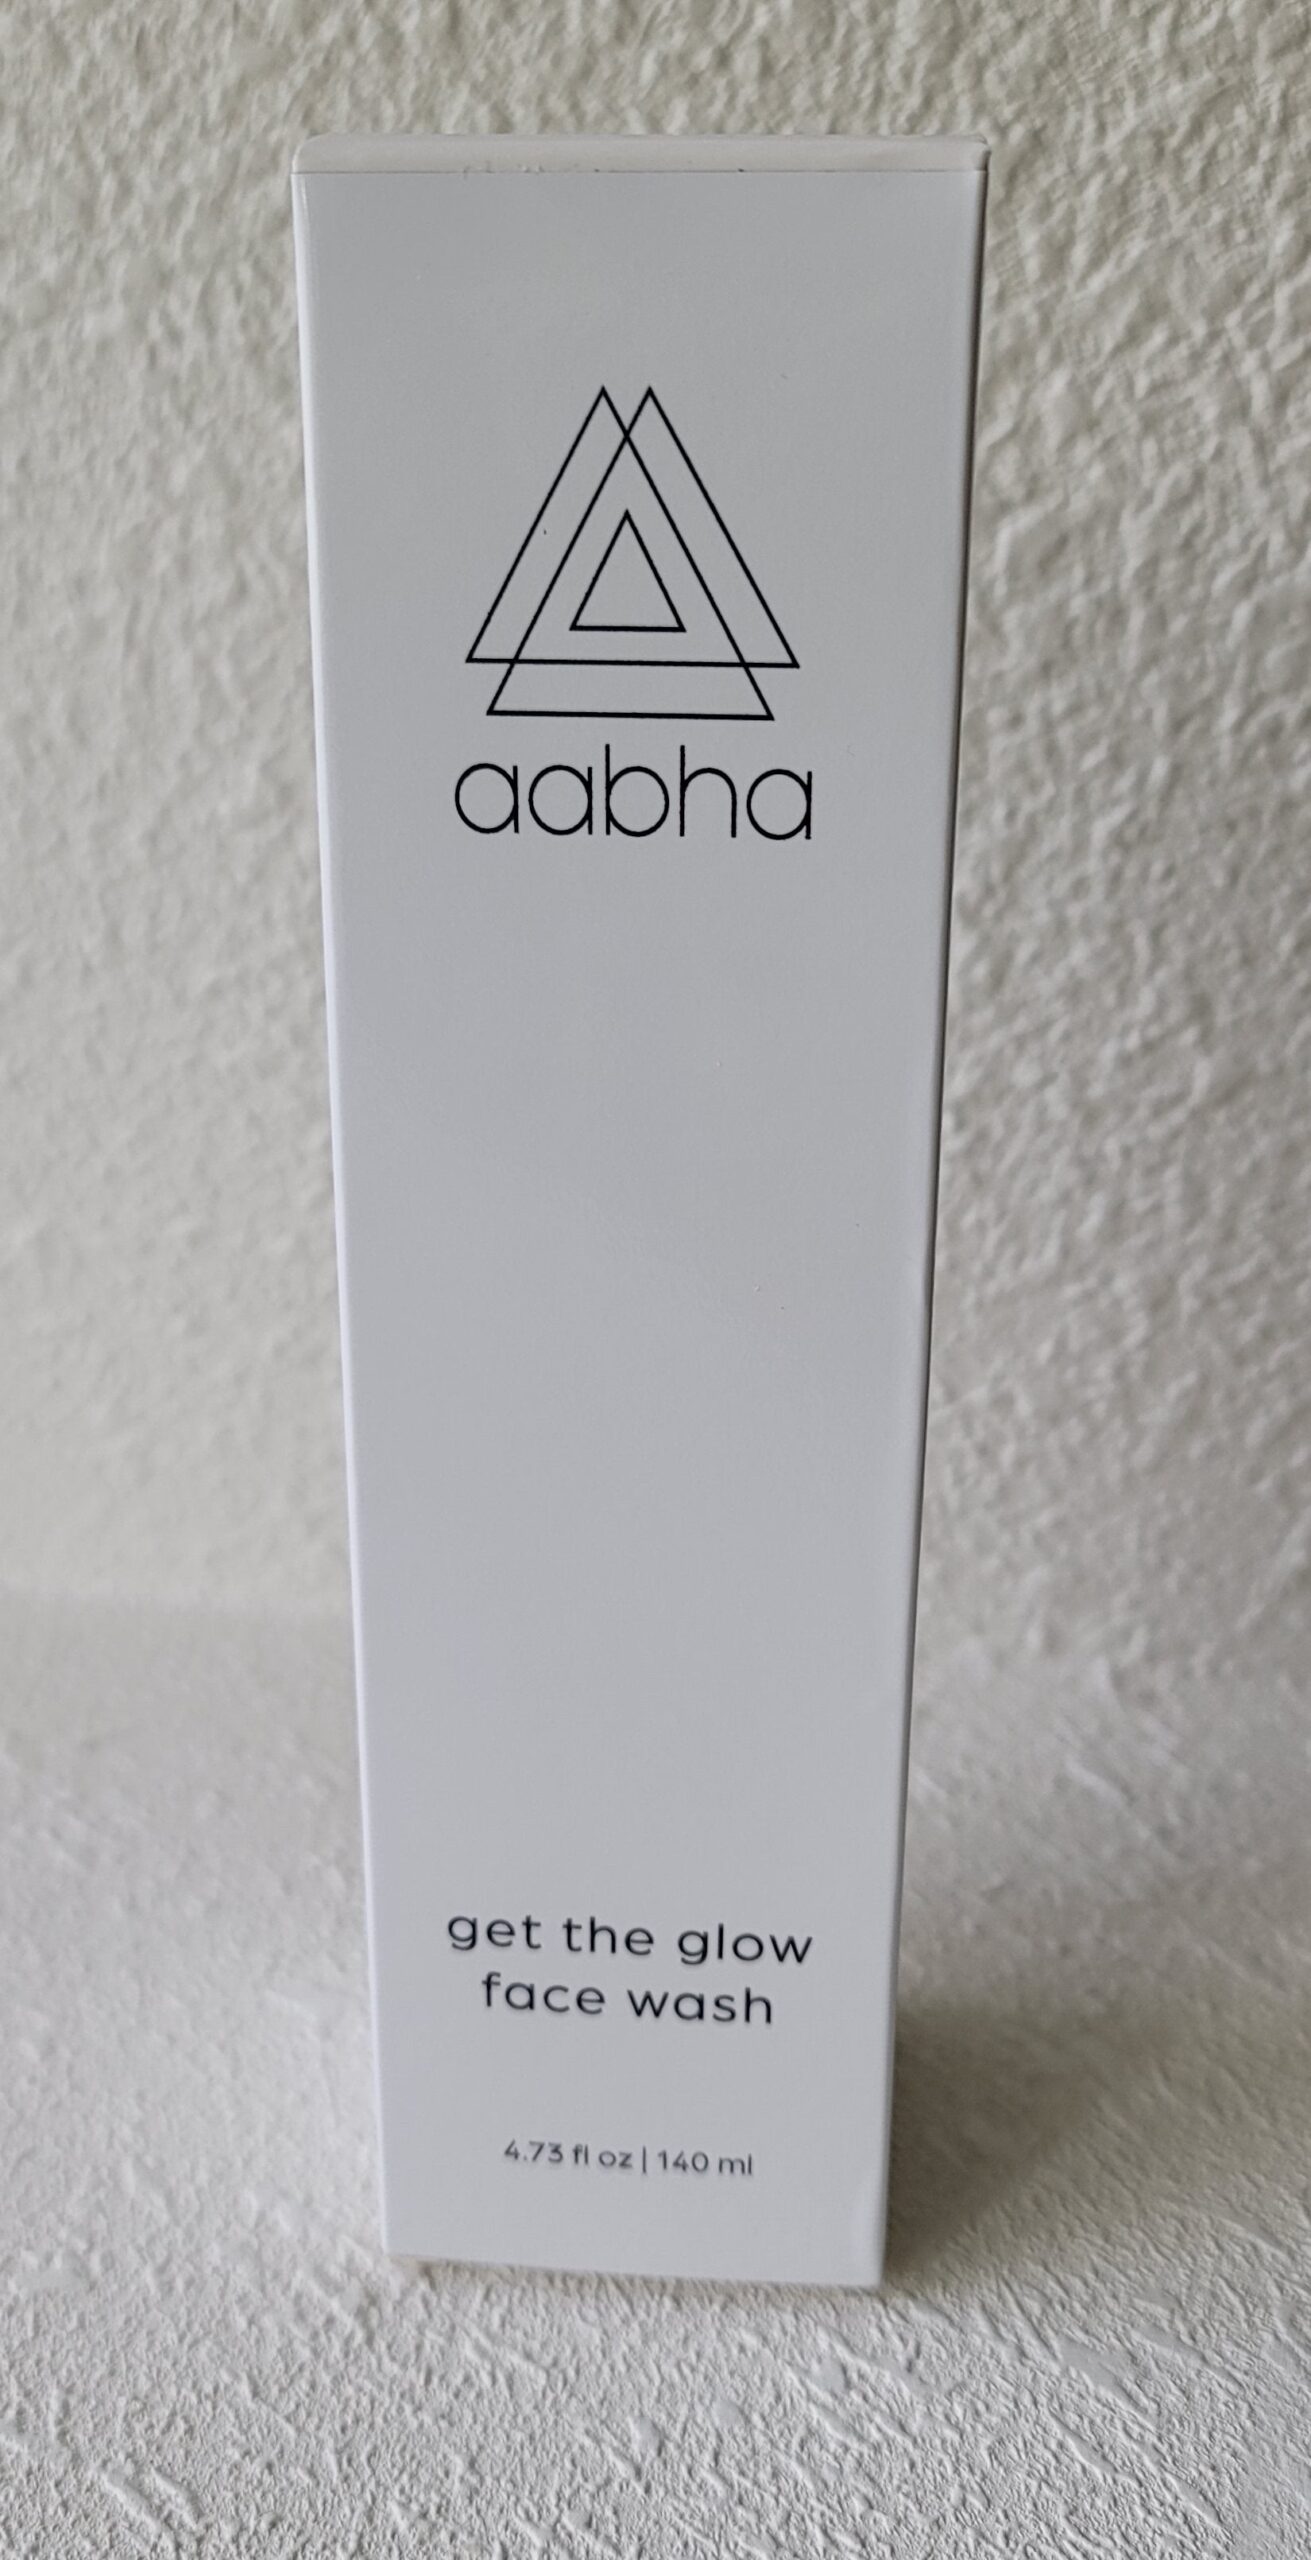 aabha
get the glow
face wash
4.73 fl oz | 140 ml